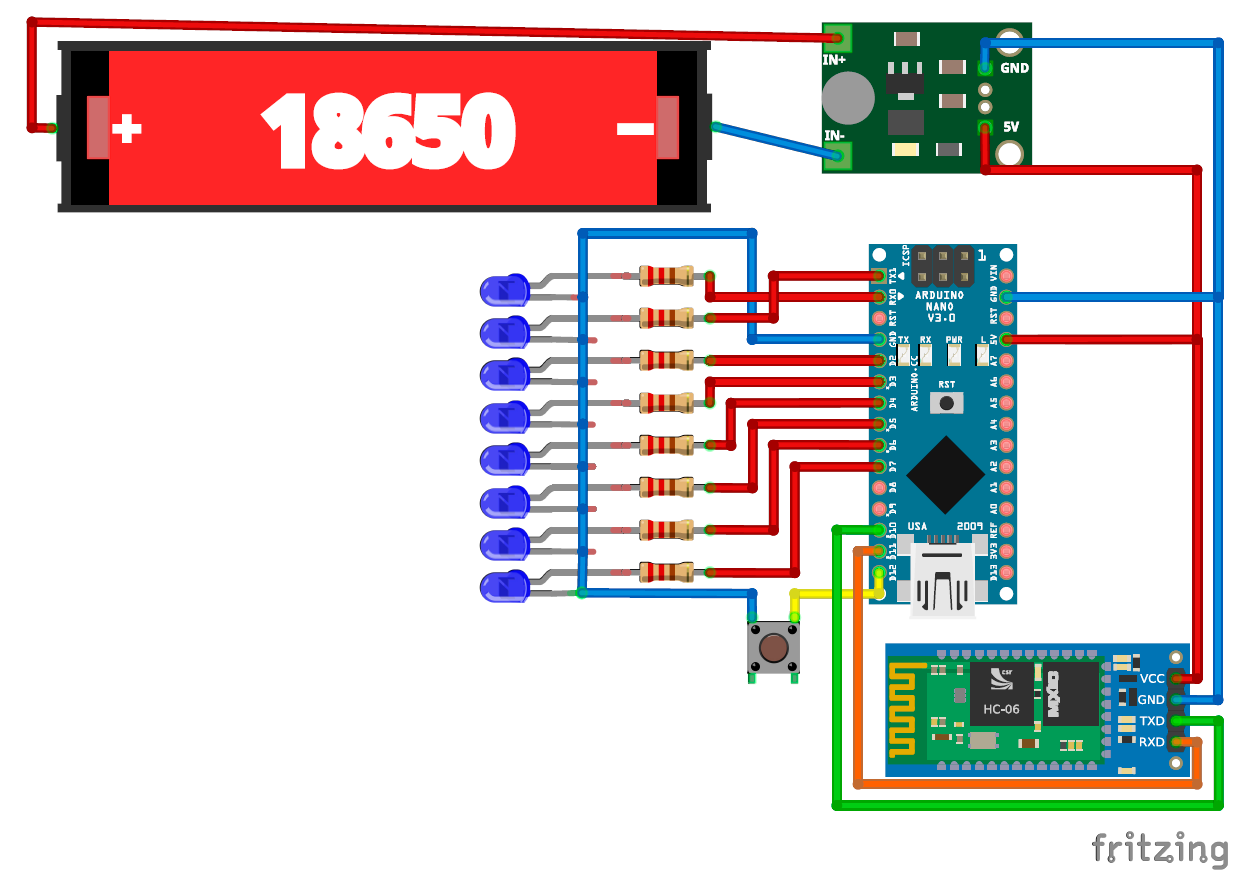 + 18650 -
IN+
IN-
GND
5V
ICSP
1
ARDUINO
NANO
V3.0
TX1
RX0
RST
GND
D2
D3
D4
D5
D6
D7
D8
D9
D10
D11
D12
VIN
GND
RST
5V
A7
A6
A5
A4
A3
A2
A1
A0
REF
3V3
D13
TX RX PWR L
RST
ARDUINO.CC
USA 2009
csr
HC-06
VCC
GND
TXD
RXD
fritzing